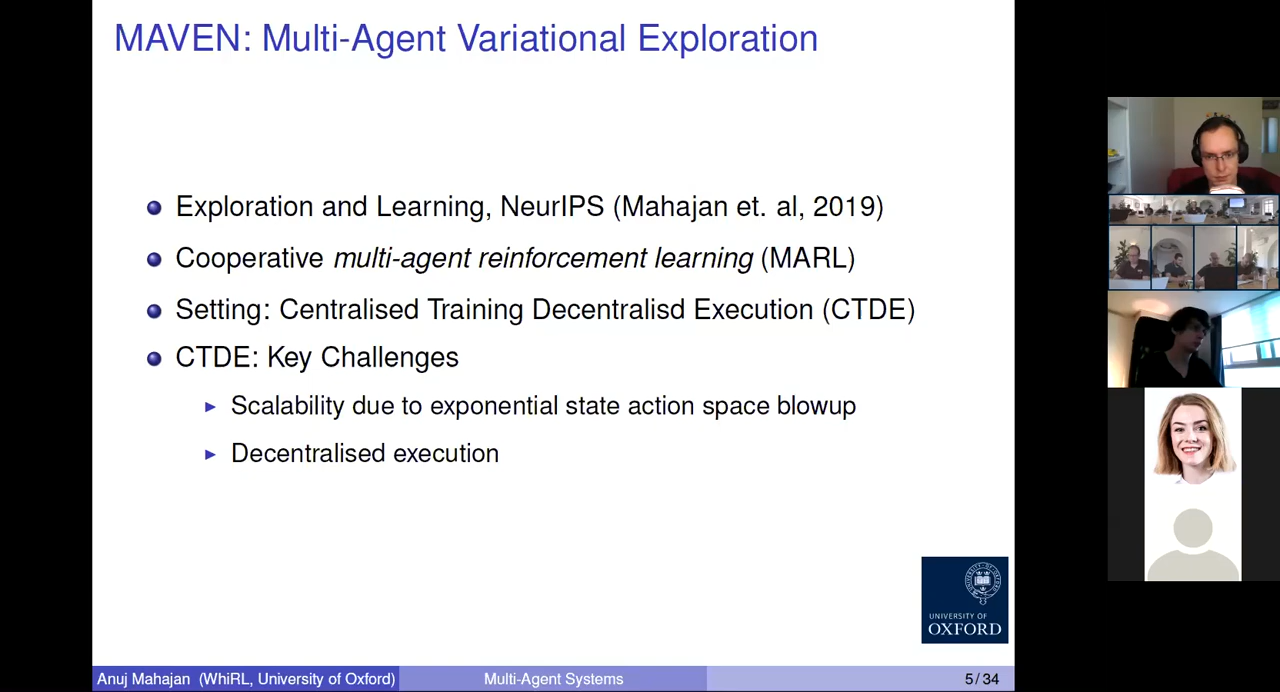 MAVEN: Multi-Agent Variational Exploration
Exploration and Learning, NeurIPS (Mahajan et. al, 2019)
Cooperative multi-agent reinforcement learning (MARL)
Setting: Centralised Training Decentralisd Execution (CTDE)
CTDE: Key Challenges
Scalability due to exponential state action space blowup
Decentralised execution
UNIVERSITY OF
OXFORD
Anuj Mahajan (WhiRL, University of Oxford)
Multi-Agent Systems
5 / 34